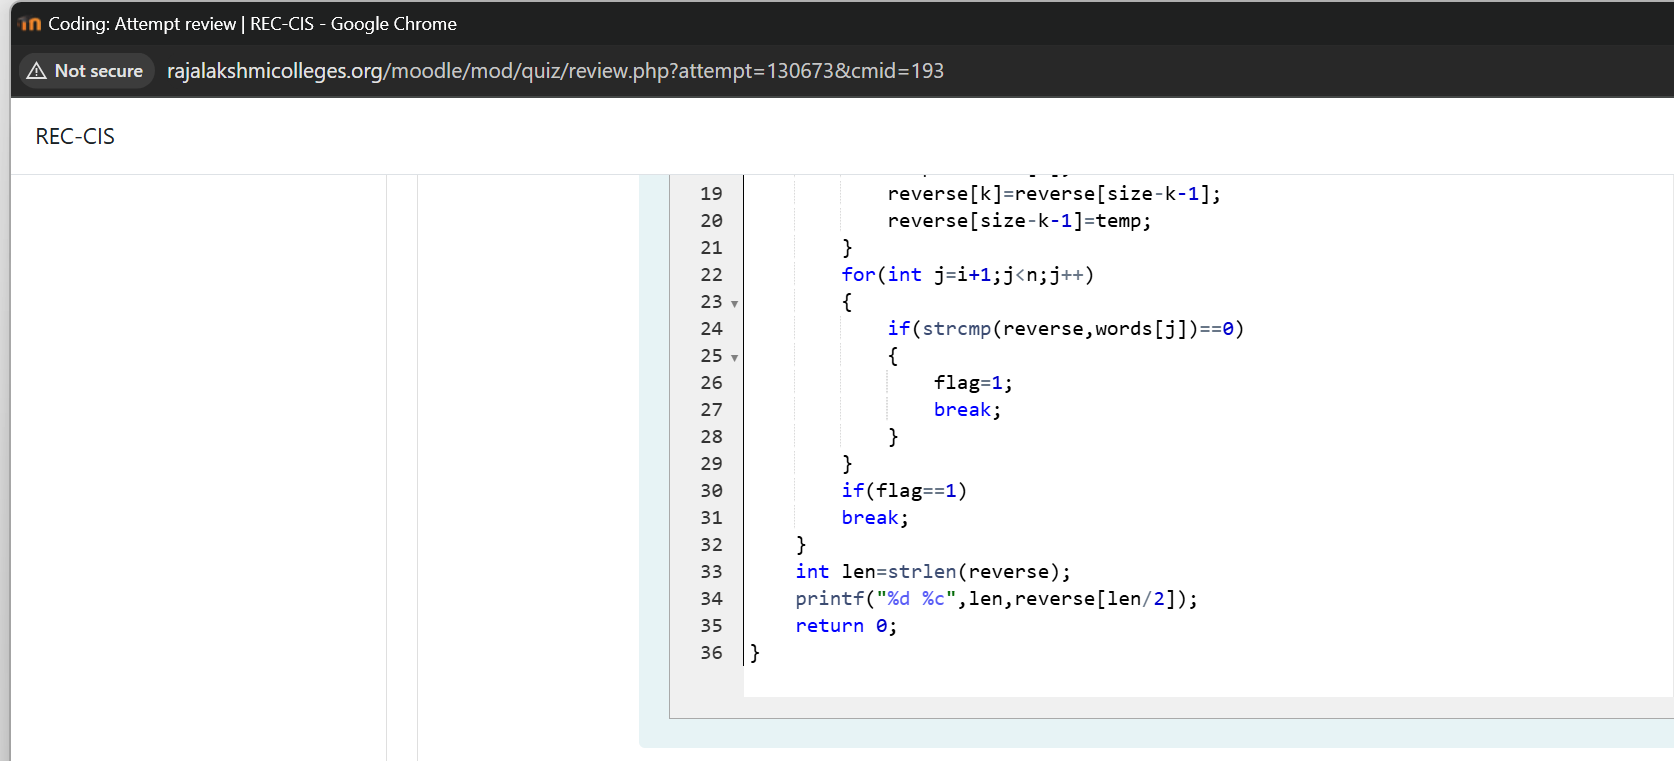 Coding: Attempt review | REC-CIS - Google Chrome
Not secure rajalakshmicolleges.org/moodle/mod/quiz/review.php?attempt=130673&cmid=193
REC-CIS
19 reverse[k]=reverse[size-k-1];
20 reverse[size-k-1]=temp;
21 }
22 for(int j=i+1;j<n;j++)
23 {
24 if(strcmp(reverse,words[j])==0)
25 {
26 flag=1;
27 break;
28 }
29 }
30 if(flag==1)
31 break;
32 }
33 int len=strlen(reverse);
34 printf("%d %c",len,reverse[len/2]);
35 return 0;
36 }